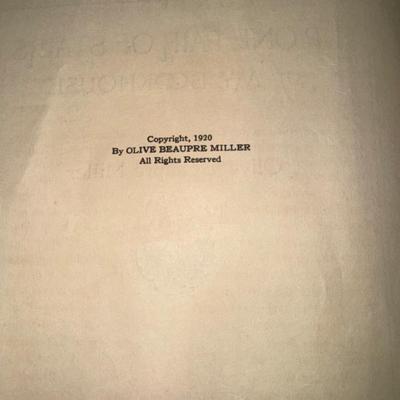 Copyright, 1920
By OLIVE BEAUPRE MILLER
All Rights Reserved